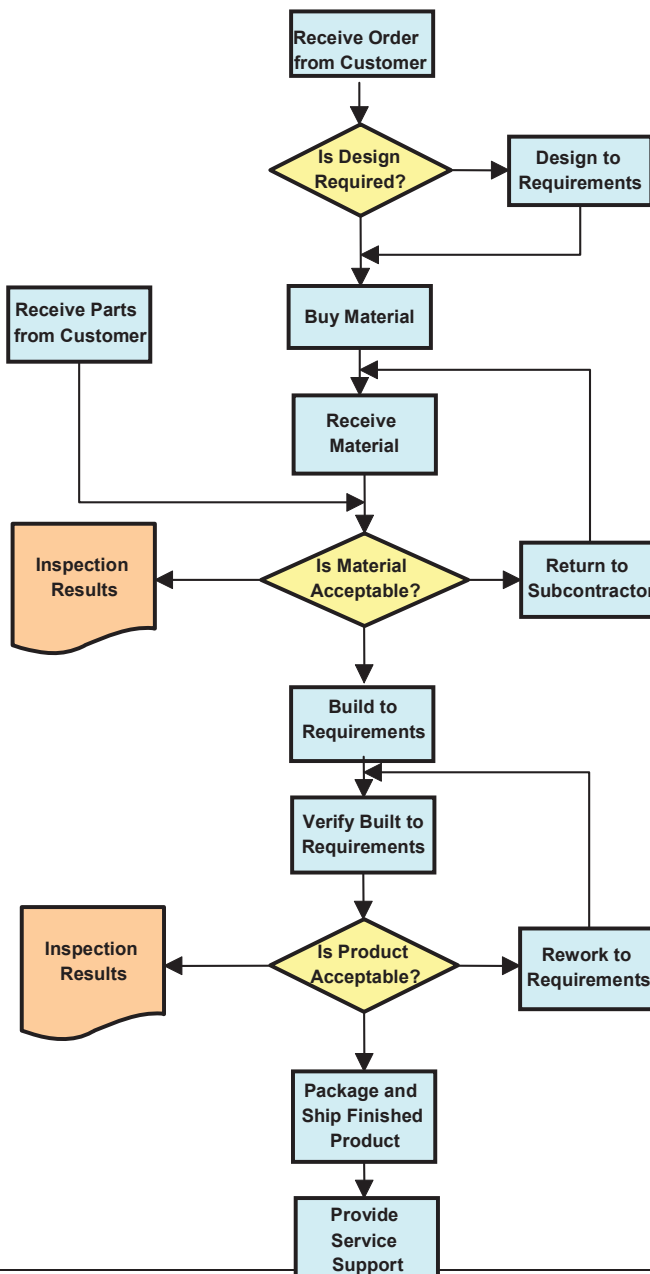 Receive Order
from Customer
Is Design
Required?
Design to
Requirements
Receive Parts
from Customer
Buy Material
Receive
Material
Inspection
Results
Is Material
Acceptable?
Return to
Subcontractor
Build to
Requirements
Verify Built to
Requirements
Inspection
Results
Is Product
Acceptable?
Rework to
Requirements
Package and
Ship Finished
Product
Provide
Service
Support